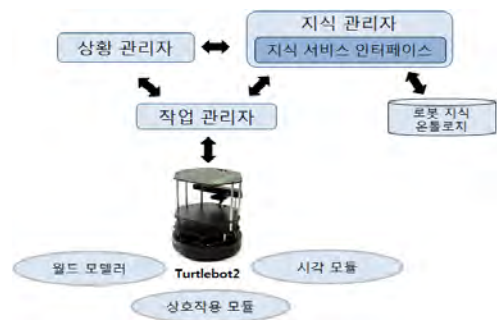 지식 관리자
상황 관리자
지식 서비스 인터페이스
작업 관리자
로봇 지식
온톨로지
월드 모델러
Turtlebot2
시각 모듈
상호작용 모듈